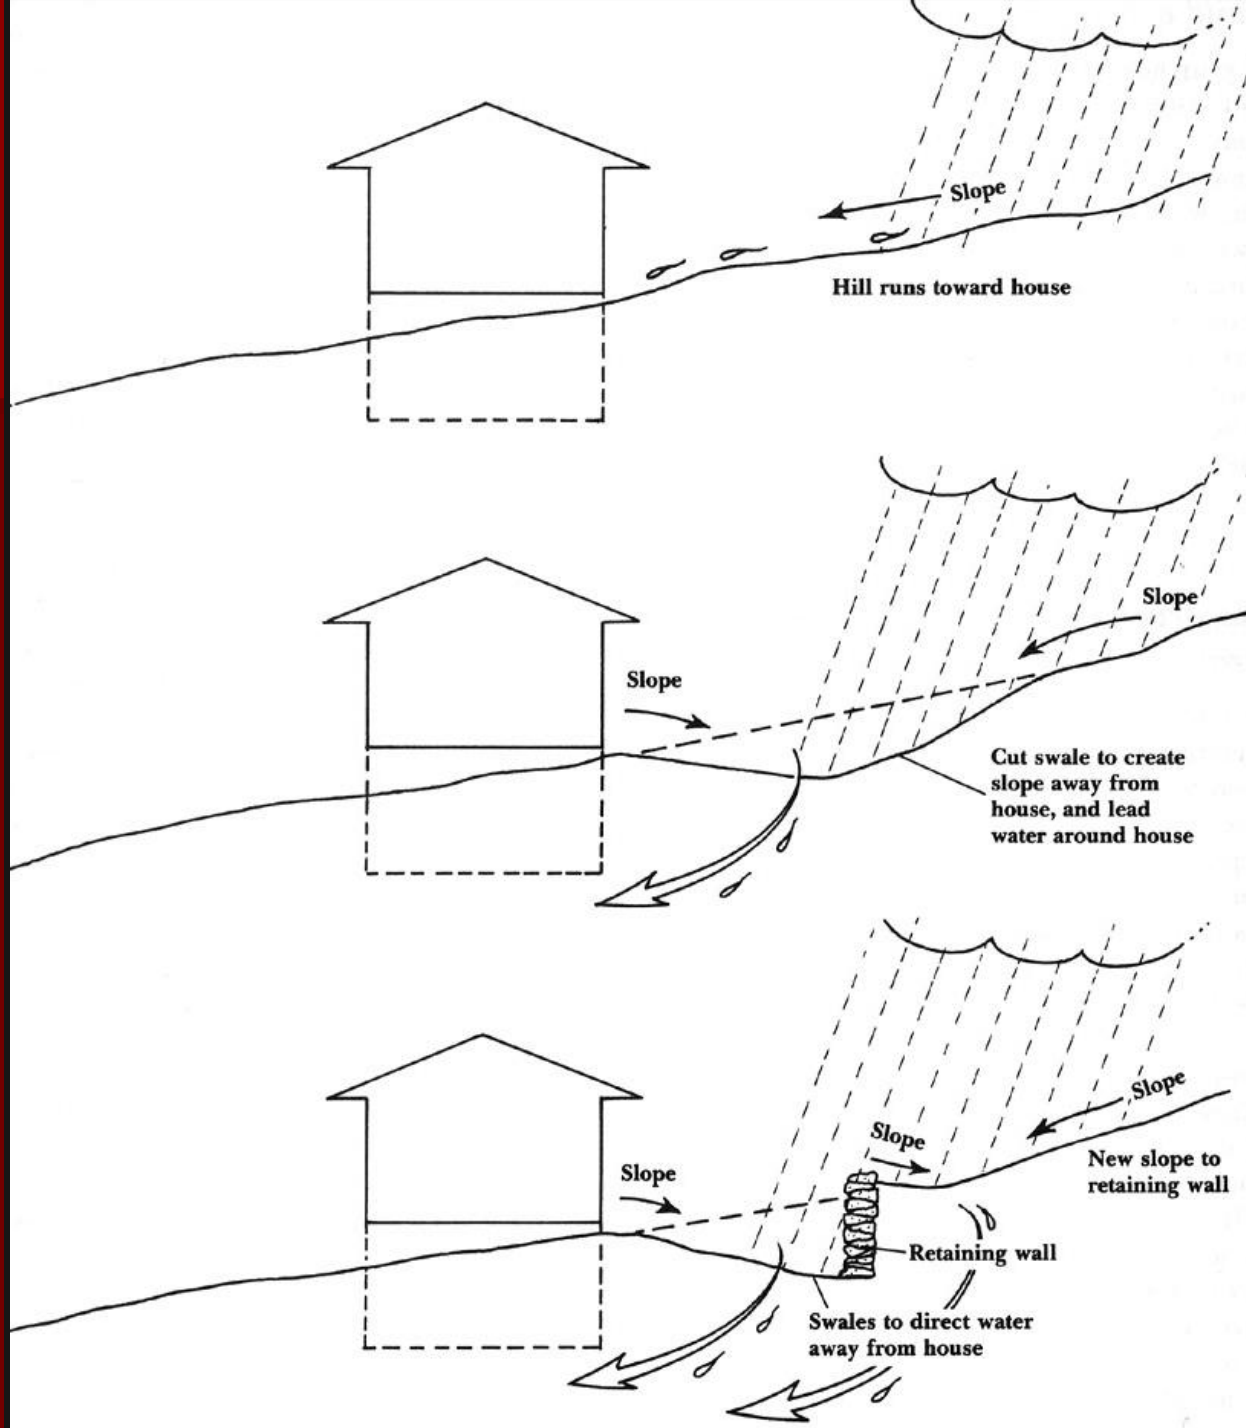 Slope
Hill runs toward house
Slope
Slope
Cut swale to create
slope away from
house, and lead
water around house
Slope
Slope
Slope
New slope to
retaining wall
Retaining wall
Swales to direct water
away from house